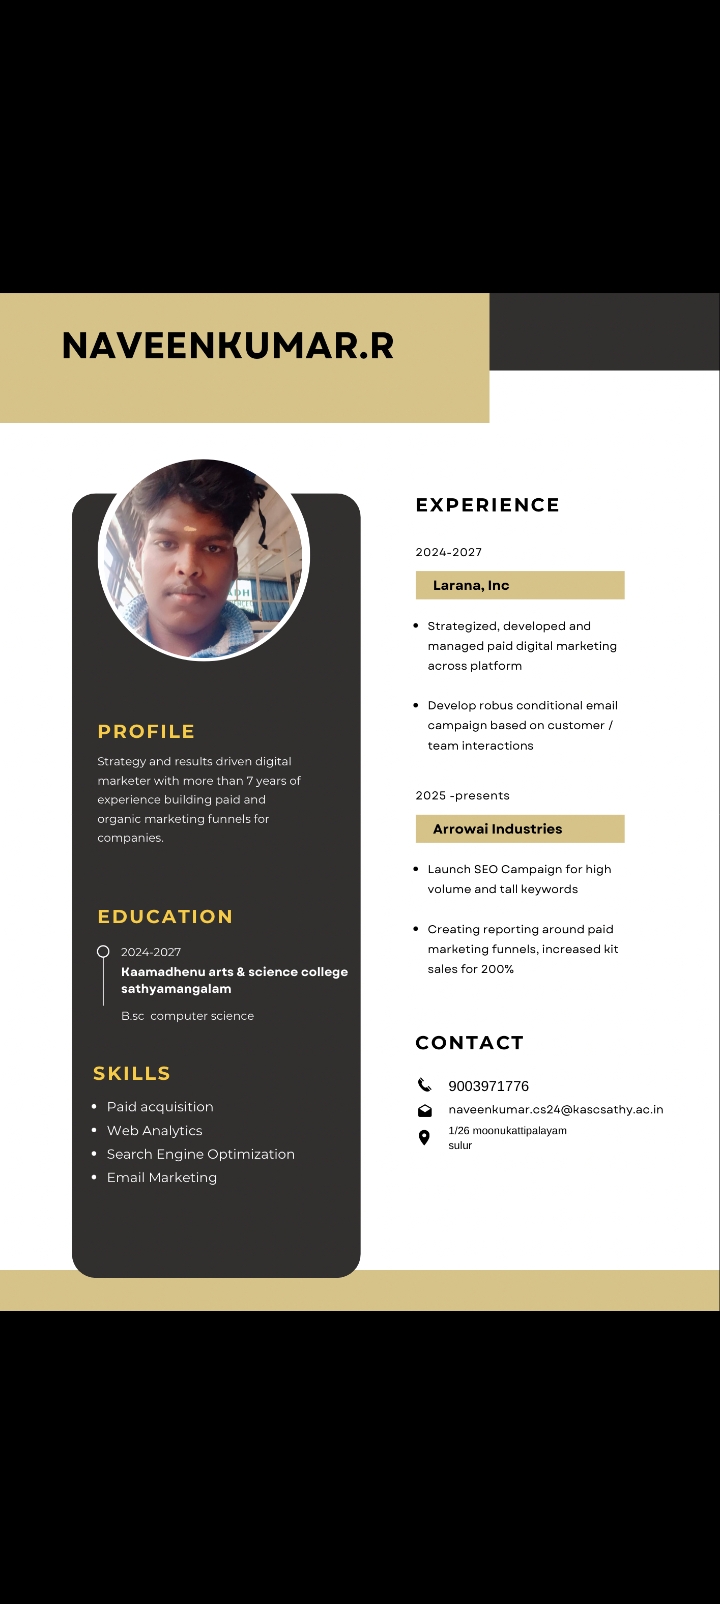 NAVEENKUMAR.R
PROFILE
Strategy and results driven digital
marketer with more than 7 years of
experience building paid and
organic marketing funnels for
companies.
EDUCATION
2024-2027
Kaamadhenu arts & science college
sathyamangalam
B.sc computer science
SKILLS
• Paid acquisition
• Web Analytics
• Search Engine Optimization
• Email Marketing
EXPERIENCE
2024-2027
Larana, Inc
• Strategized, developed and
managed paid digital marketing
across platform
• Develop robus conditional email
campaign based on customer /
team interactions
2025 -presents
Arrowai Industries
• Launch SEO Campaign for high
volume and tall keywords
• Creating reporting around paid
marketing funnels, increased kit
sales for 200%
CONTACT
9003971776
naveenkumar.cs24@kascsathy.ac.in
1/26 moonukattipalayam
sulur